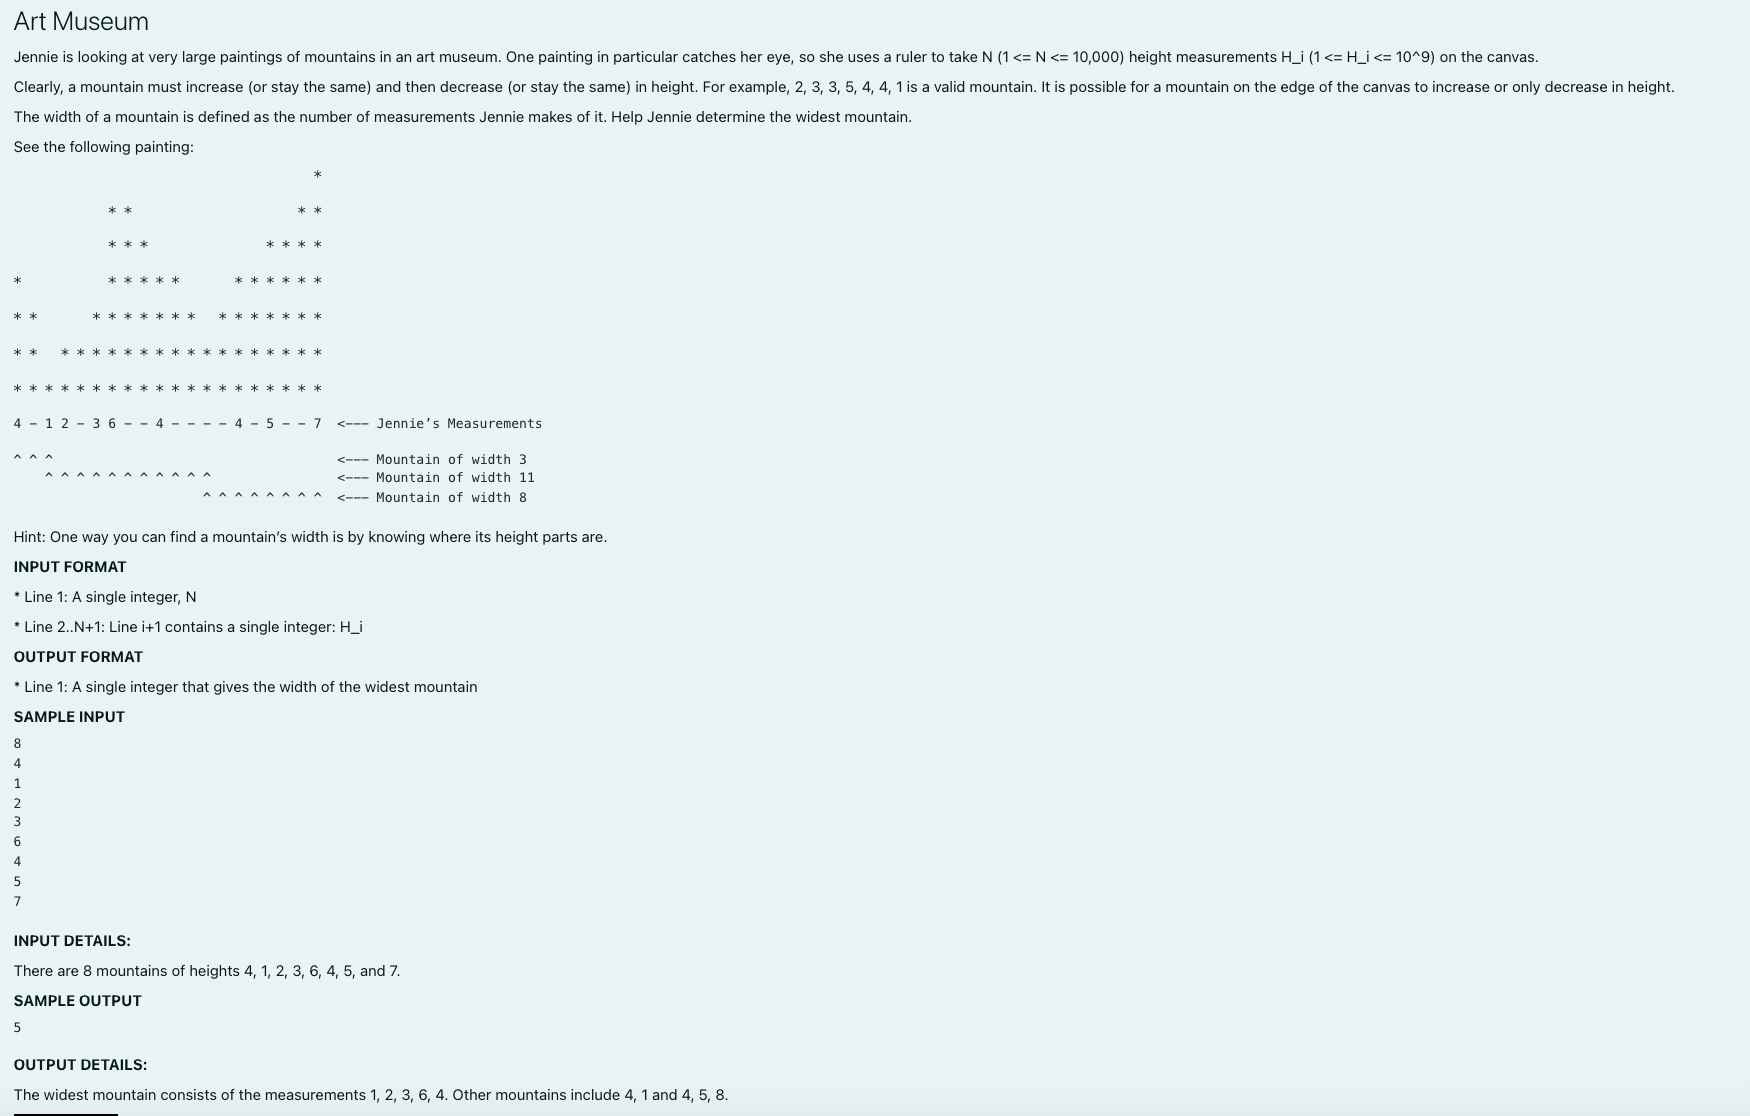 Art Museum
Jennie is looking at very large paintings of mountains in an art museum. One painting in particular catches her eye, so she uses a ruler to take N (1 <= N <= 10,000) height measurements H_i (1 <= H_i <= 10^9) on the canvas.
Clearly, a mountain must increase (or stay the same) and then decrease (or stay the same) in height. For example, 2, 3, 3, 5, 4, 4, 1 is a valid mountain. It is possible for a mountain on the edge of the canvas to increase or only decrease in height.
The width of a mountain is defined as the number of measurements Jennie makes of it. Help Jennie determine the widest mountain.
See the following painting:
                                      *
            * *                     * *
            * * *               * * * *
*           * * * * *       * * * * * *
* *       * * * * * * *   * * * * * * *
* *   * * * * * * * * * * * * * * * * *
* * * * * * * * * * * * * * * * * * * *
4 – 1 2 – 3 6 – – 4 – – – – 4 – 5 – – 7  <––– Jennie’s Measurements
^ ^ ^                                    <––– Mountain of width 3
    ^ ^ ^ ^ ^ ^ ^ ^ ^ ^ ^                <––– Mountain of width 11
                        ^ ^ ^ ^ ^ ^ ^ ^  <––– Mountain of width 8
Hint: One way you can find a mountain’s width is by knowing where its height parts are.
INPUT FORMAT
* Line 1: A single integer, N
* Line 2..N+1: Line i+1 contains a single integer: H_i
OUTPUT FORMAT
* Line 1: A single integer that gives the width of the widest mountain
SAMPLE INPUT
8
4
1
2
3
6
4
5
7
INPUT DETAILS:
There are 8 mountains of heights 4, 1, 2, 3, 6, 4, 5, and 7.
SAMPLE OUTPUT
5
OUTPUT DETAILS:
The widest mountain consists of the measurements 1, 2, 3, 6, 4. Other mountains include 4, 1 and 4, 5, 8.